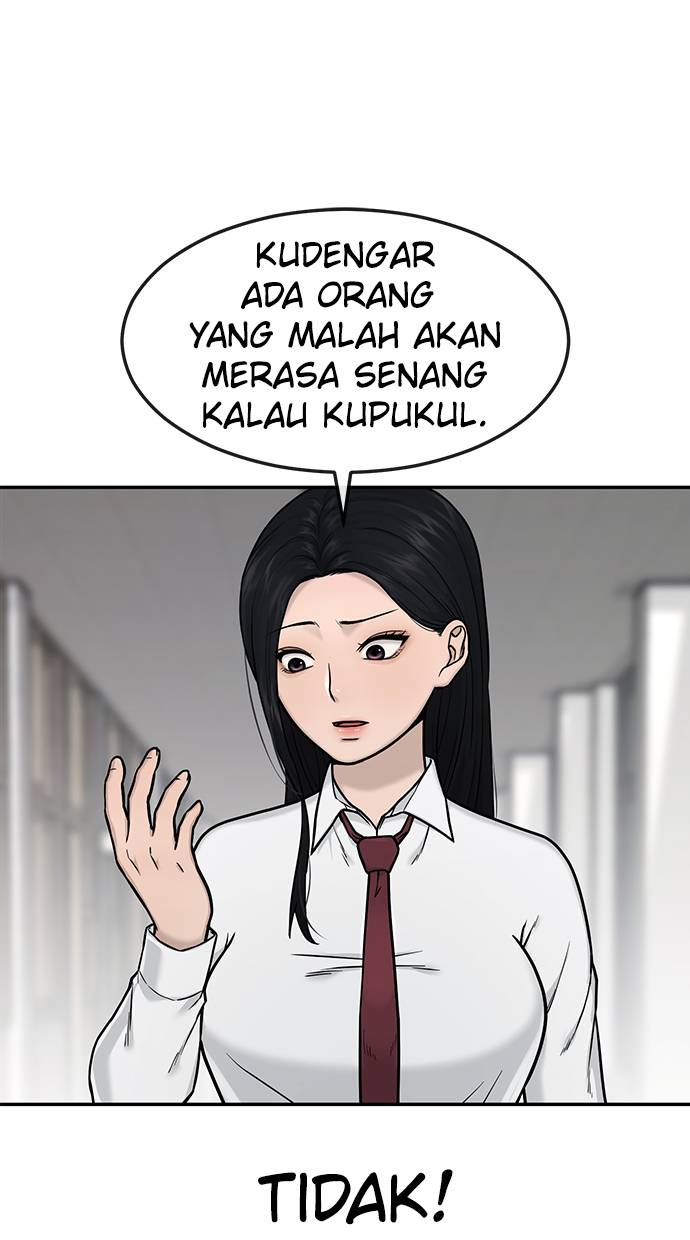 KUDENGAR
ADA ORANG
YANG MALAH AKAN
MERASA SENANG
KALAU KUPUKUL.
TIDAK!